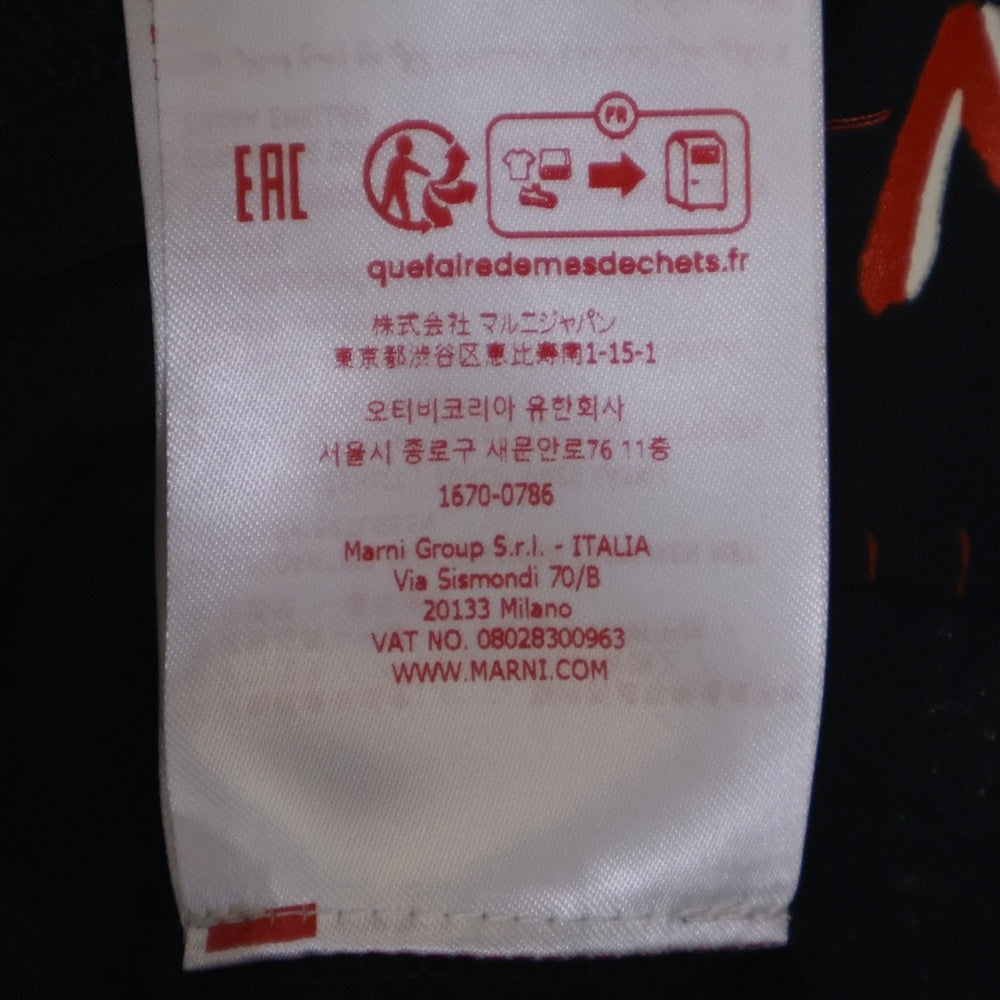 EAC
FR
quefairedemesdechets.fr
株式会社 マルニジャパン
東京都渋谷区恵比寿南1-15-1
오티비코리아 유한회사
서울시 종로구 새문안로76 11층
1670-0786
Marni Group S.r.l. - ITALIA
Via Sismondi 70/B
20133 Milano
VAT NO. 08028300963
WWW.MARNI.COM